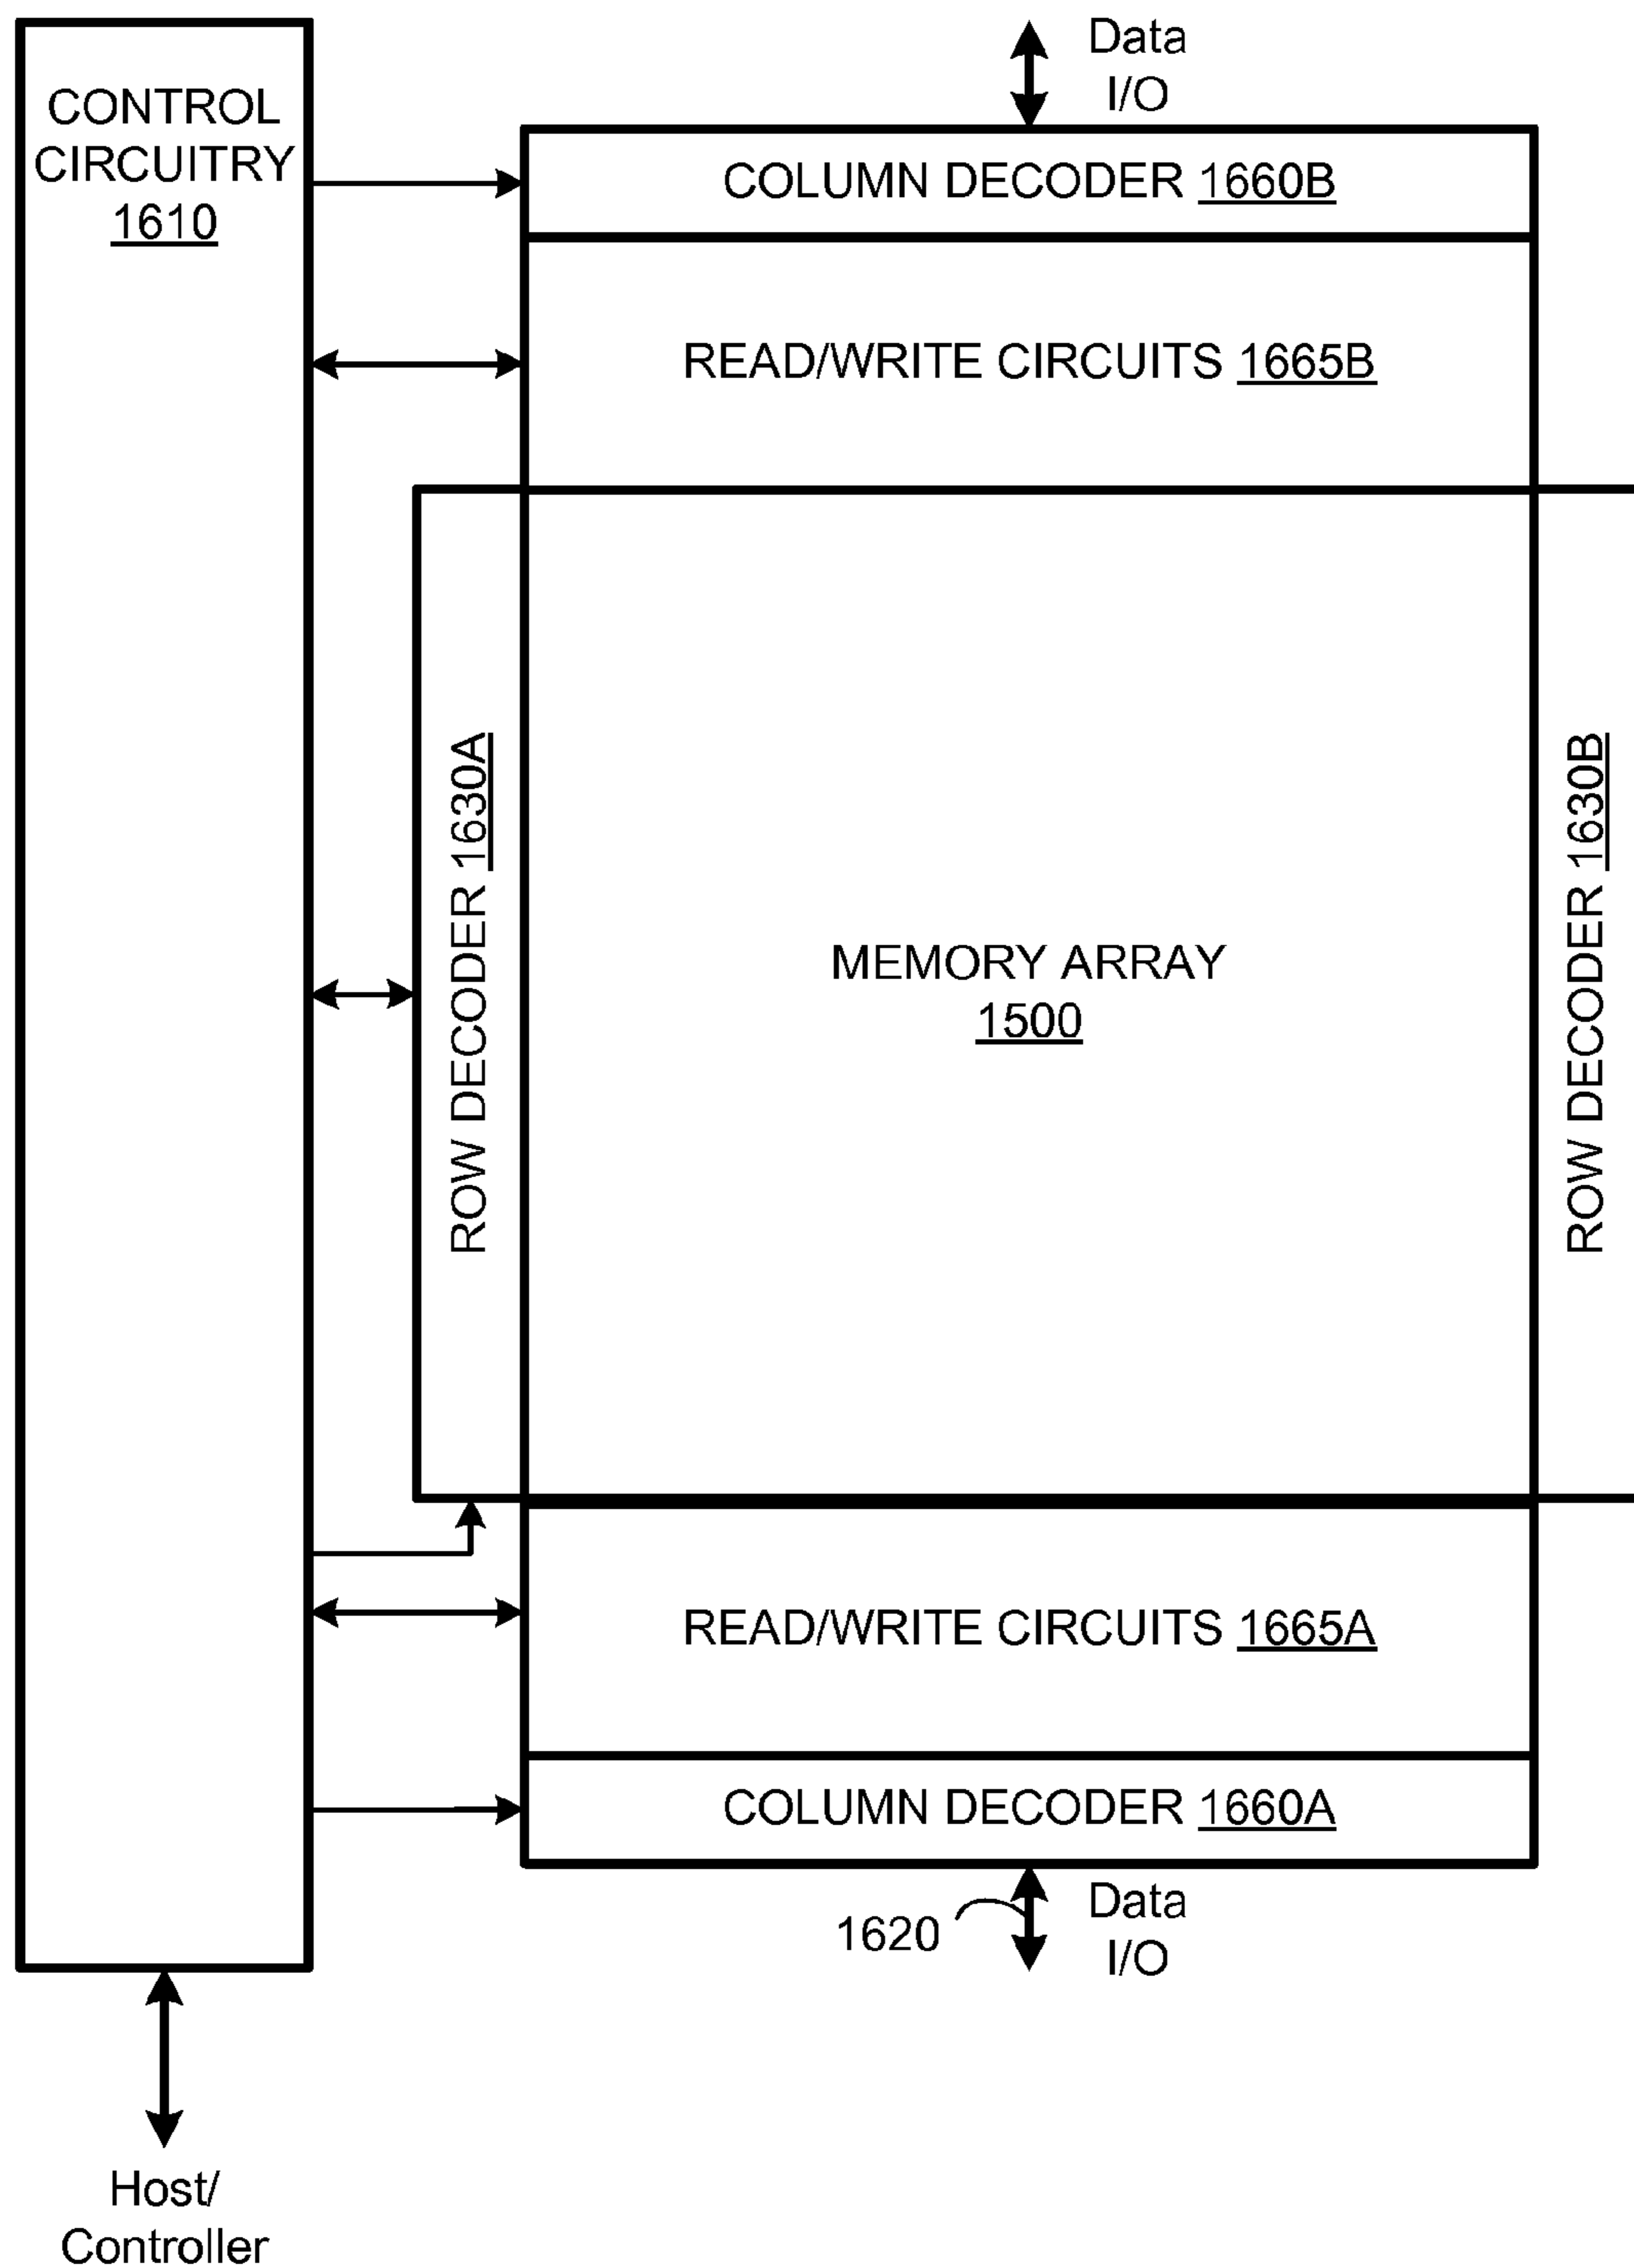 CONTROL
CIRCUITRY
1610
Data
I/O
COLUMN DECODER 1660B
READ/WRITE CIRCUITS 1665B
ROW DECODER 1630A
MEMORY ARRAY
1500
ROW DECODER 1630B
READ/WRITE CIRCUITS 1665A
COLUMN DECODER 1660A
1620
Data
I/O
Host/
Controller